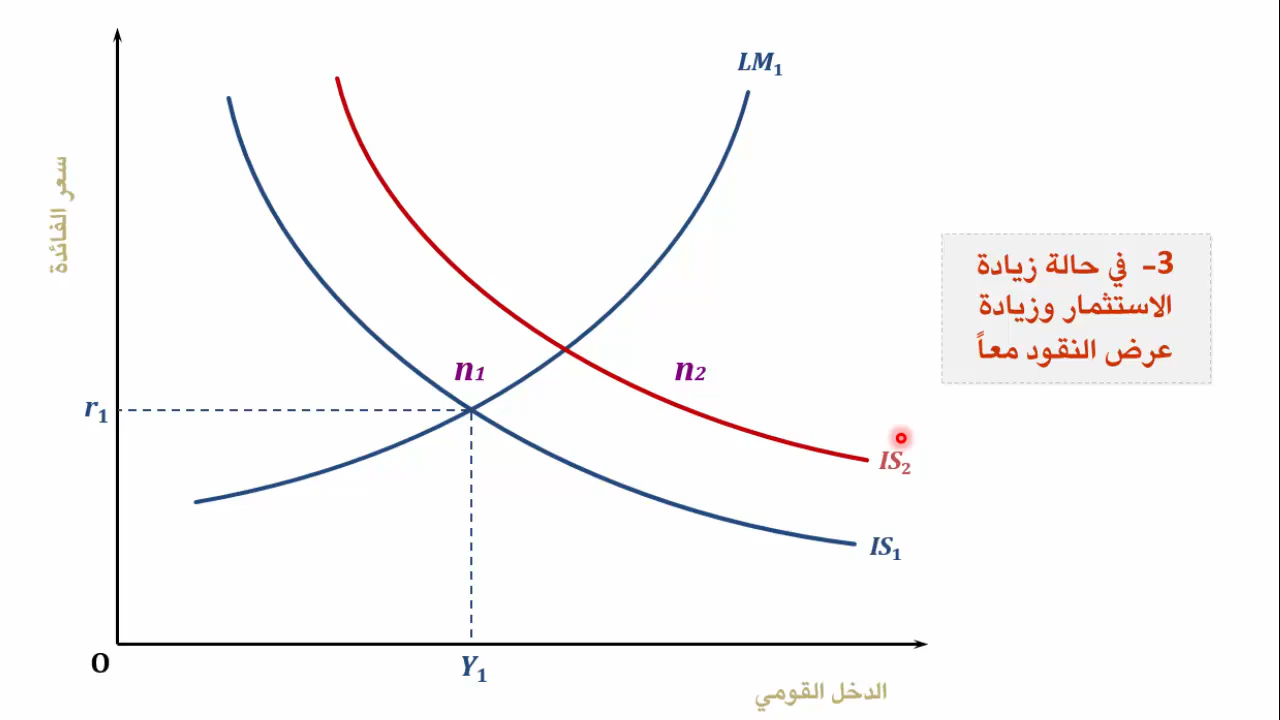 LM₁
سعر الفائدة
3- في حالة زيادة
الاستثمار وزيادة
عرض النقود معاً
n₁
n₂
r₁
IS₂
IS₁
O
Y₁
الدخل القومي